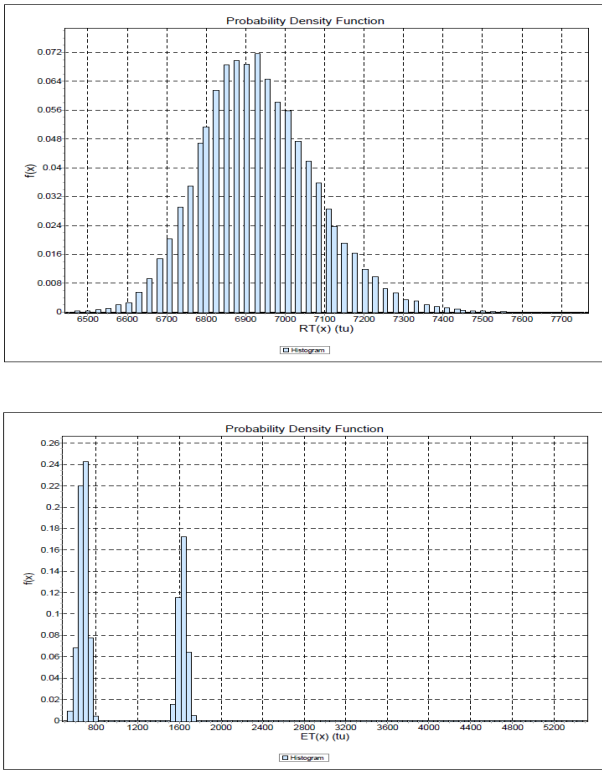 Probability Density Function
0.072
0.064
0.056
0.048
0.04
0.032
0.024
0.016
0.008
0
f(x)
6500 6600 6700 6800 6900 7000 7100 7200 7300 7400 7500 7600 7700
RT(x) (tu)
Histogram
Probability Density Function
0.26
0.24
0.22
0.2
0.18
0.16
0.14
0.12
0.1
0.08
0.06
0.04
0.02
0
f(x)
800 1200 1600 2000 2400 2800 3200 3600 4000 4400 4800 5200
ET(x) (tu)
Histogram